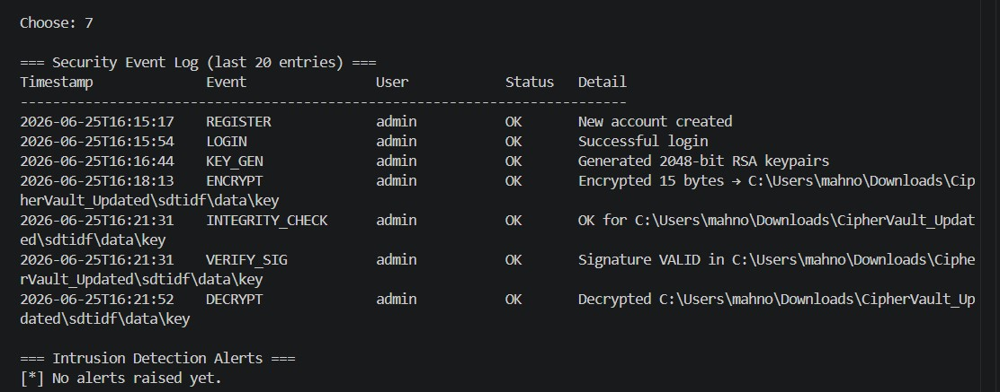 Choose: 7
=== Security Event Log (last 20 entries) ===
Timestamp Event User Status Detail
---------------------------------------------------------------------------
2026-06-25T16:15:17 REGISTER admin OK New account created
2026-06-25T16:15:54 LOGIN admin OK Successful login
2026-06-25T16:16:44 KEY_GEN admin OK Generated 2048-bit RSA keypairs
2026-06-25T16:18:13 ENCRYPT admin OK Encrypted 15 bytes → C:\Users\mahno\Downloads\Cip
herVault_Updated\sdtidf\data\key
2026-06-25T16:21:31 INTEGRITY_CHECK admin OK OK for C:\Users\mahno\Downloads\CipherVault_Updat
ed\sdtidf\data\key
2026-06-25T16:21:31 VERIFY_SIG admin OK Signature VALID in C:\Users\mahno\Downloads\Ciphe
rVault_Updated\sdtidf\data\key
2026-06-25T16:21:52 DECRYPT admin OK Decrypted C:\Users\mahno\Downloads\CipherVault_Up
dated\sdtidf\data\key
=== Intrusion Detection Alerts ===
[*] No alerts raised yet.